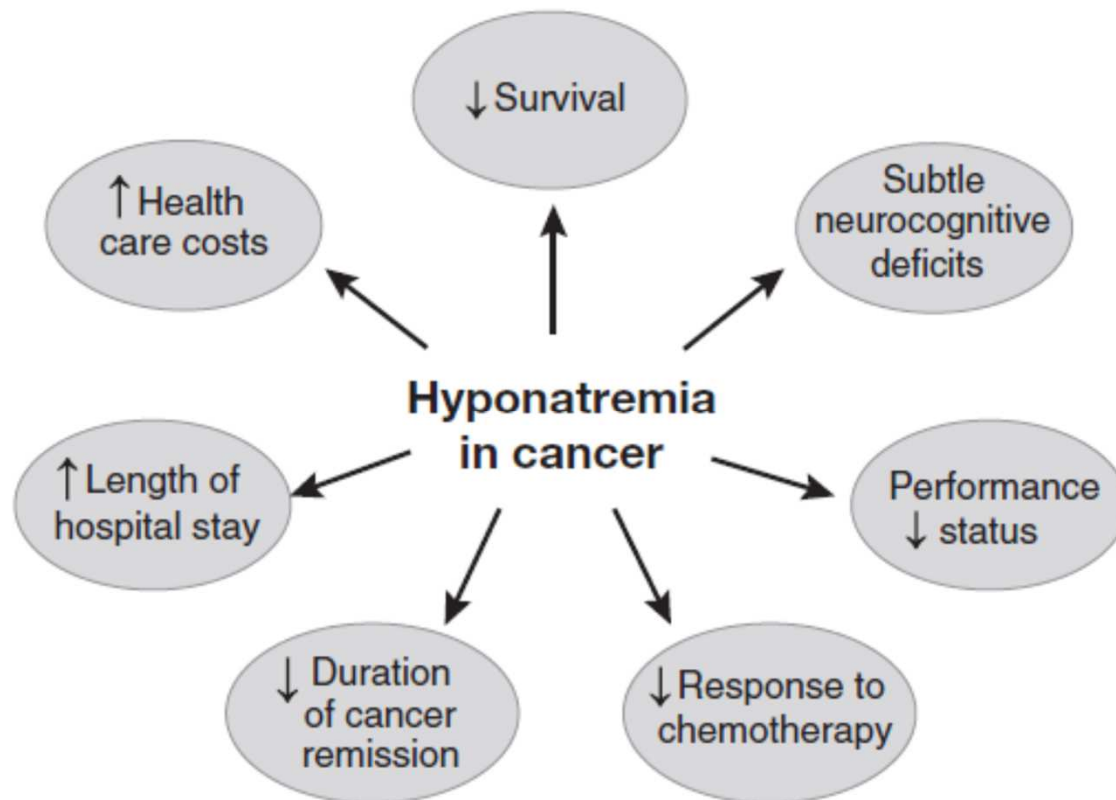 ↓ Survival
↑ Health
care costs
Subtle
neurocognitive
deficits
Hyponatremia
in cancer
↑ Length of
hospital stay
Performance
↓ status
↓ Duration
of cancer
remission
↓ Response to
chemotherapy